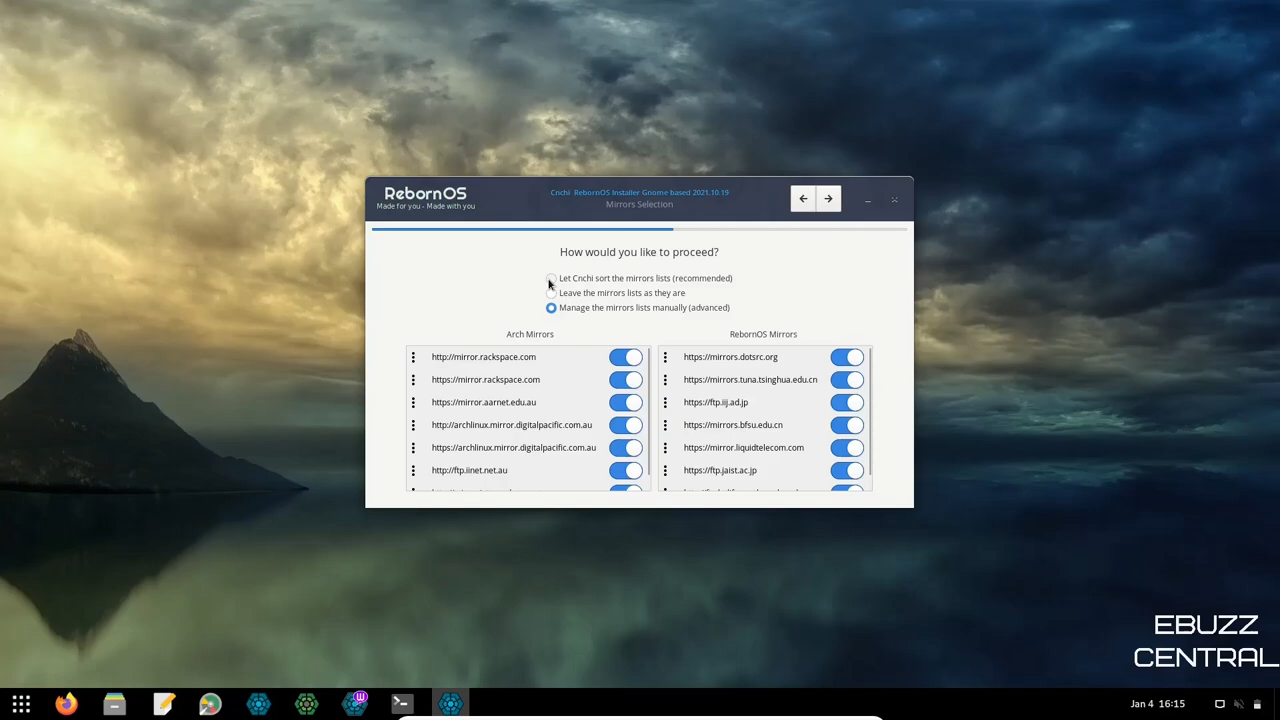 RebornOS
Made for you - Made with you
Cnchi RebornOS Installer Gnome based 2021.10.19
Mirrors Selection
How would you like to proceed?
Let Cnchi sort the mirrors lists (recommended)
Leave the mirrors lists as they are
Manage the mirrors lists manually (advanced)
Arch Mirrors
http://mirror.rackspace.com
https://mirror.rackspace.com
https://mirror.aarnet.edu.au
http://archlinux.mirror.digitalpacific.com.au
https://archlinux.mirror.digitalpacific.com.au
http://ftp.iinet.net.au
RebornOS Mirrors
https://mirrors.dotsrc.org
https://mirrors.tuna.tsinghua.edu.cn
https://ftp.iij.ad.jp
https://mirrors.bfsu.edu.cn
https://mirror.liquidtelecom.com
https://ftp.jaist.ac.jp
EBUZZ
CENTRAL
W
Jan 4 16:15